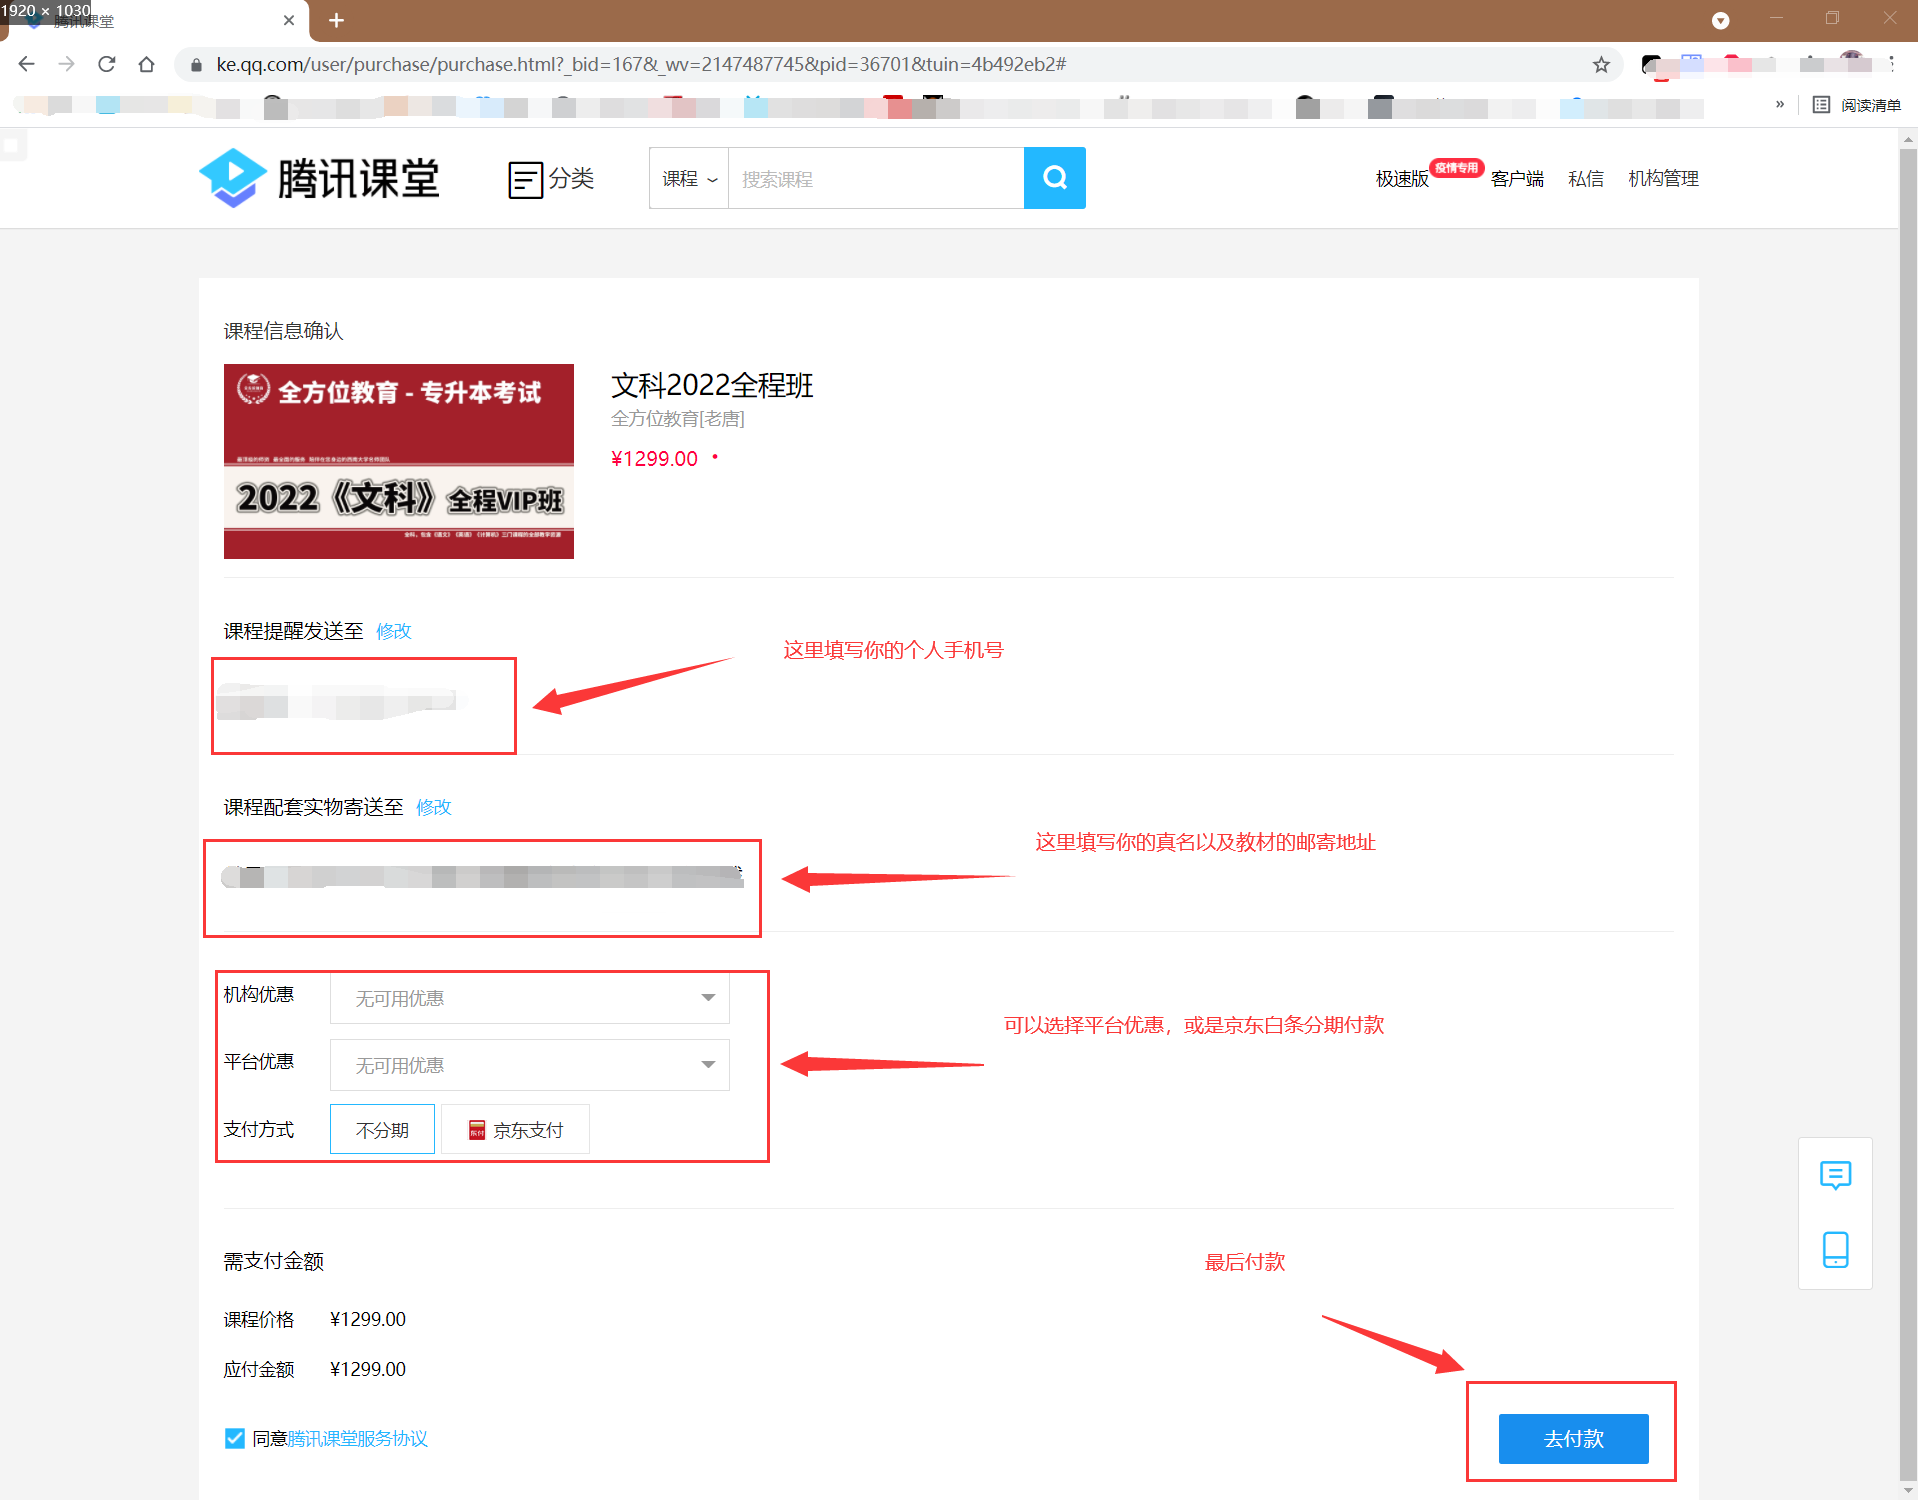 1920 × 1030
腾讯课堂
ke.qq.com/user/purchase/purchase.html?_bid=167&_wv=2147487745&pid=36701&tuin=4b492eb2#
» 阅读清单
腾讯课堂
分类
课程
搜索课程
极速版 疫情专用 客户端 私信 机构管理
课程信息确认
全方位教育 - 专升本考试
2022《文科》全程VIP班
文科2022全程班
全方位教育[老唐]
¥1299.00
课程提醒发送至 修改
这里填写你的个人手机号
课程配套实物寄送至 修改
这里填写你的真名以及教材的邮寄地址
机构优惠 无可用优惠
可以选择平台优惠，或是京东白条分期付款
平台优惠 无可用优惠
支付方式 不分期 京东支付
需支付金额
最后付款
课程价格 ¥1299.00
应付金额 ¥1299.00
同意腾讯课堂服务协议
去付款